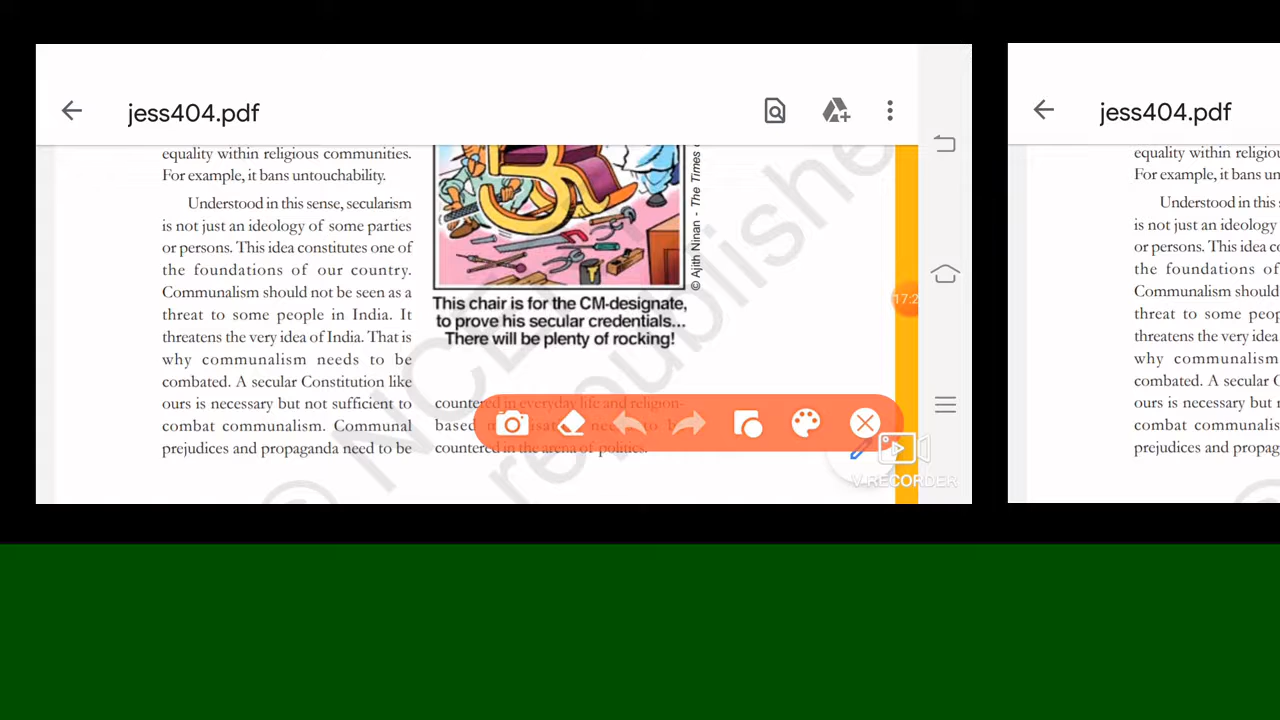 jess404.pdf
equality within religious communities.
For example, it bans untouchability.
Understood in this sense, secularism
is not just an ideology of some parties
or persons. This idea constitutes one of
the foundations of our country.
Communalism should not be seen as a
threat to some people in India. It
threatens the very idea of India. That is
why communalism needs to be
combated. A secular Constitution like
ours is necessary but not sufficient to
combat communalism. Communal
prejudices and propaganda need to be
© Ajith Ninan - The Times
This chair is for the CM-designate,
to prove his secular credentials...
There will be plenty of rocking!
countered in everyday life and religion-
based
countered in the arena of politics.
© NCERT
republishe
17:2
V RECORDER
jess404.pdf
equality within religio
For example, it bans un
Understood in this s
is not just an ideology
or persons. This idea co
the foundations of
Communalism should
threat to some peop
threatens the very idea
why communalism
combated. A secular C
ours is necessary but n
combat communalis
prejudices and propag